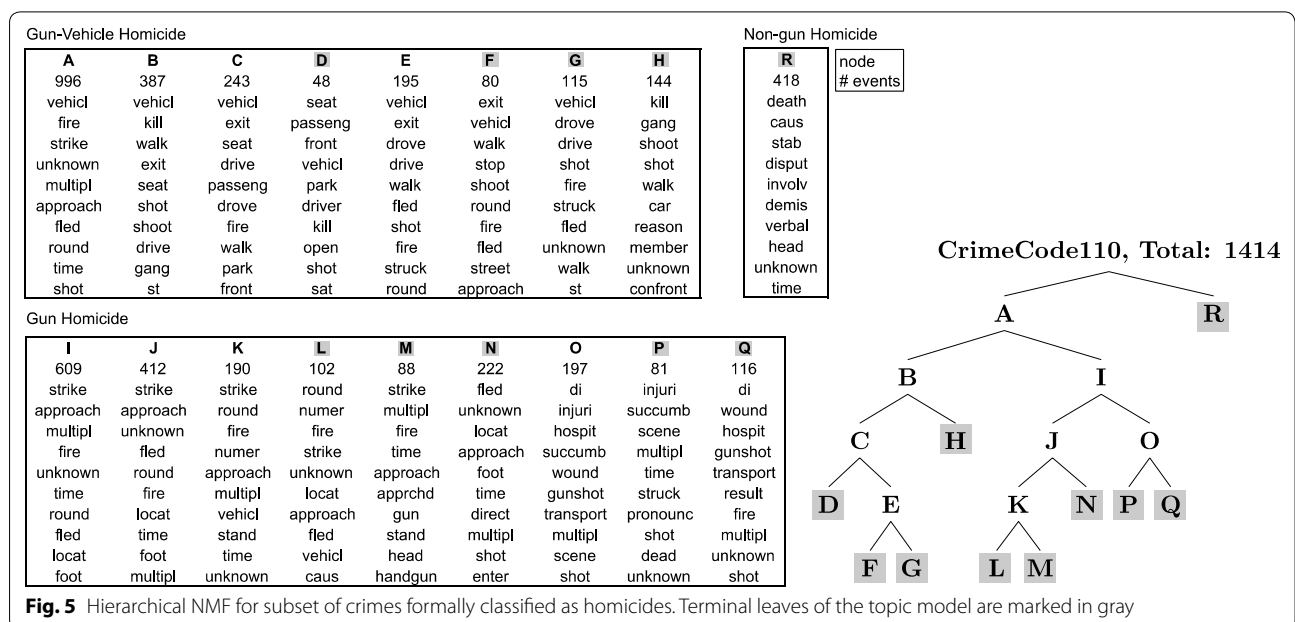 Gun-Vehicle Homicide
A B C D E F G H
996 387 243 48 195 80 115 144
vehicl vehicl vehicl seat vehicl exit vehicl kill
fire kill exit passeng exit vehicl drove gang
strike walk seat front drove walk drive shoot
unknown exit drive vehicl drive stop shot shot
multipl seat passeng park walk shoot fire walk
approach shot drove driver fled round struck car
fled shoot fire kill shot fire fled reason
round drive walk open fire fled unknown member
time gang park shot struck street walk unknown
shot st front sat round approach st confront
Non-gun Homicide
R
418
death
caus
stab
disput
involv
demis
verbal
head
unknown
time
node
# events
Gun Homicide
I J K L M N O P Q
609 412 190 102 88 222 197 81 116
strike strike strike round strike fled di injuri di
approach approach round numer multipl unknown injuri succumb wound
multipl unknown fire fire fire locat hospit scene hospit
fire fled numer strike time approach succumb multipl gunshot
unknown round approach unknown approach foot wound time transport
time fire multipl locat apprchd time gunshot struck result
round locat vehicl approach gun direct transport pronounc fire
fled time stand fled stand multipl multipl shot multipl
locat foot time vehicl head shot scene dead unknown
foot multipl unknown caus handgun enter shot unknown shot
CrimeCode110, Total: 1414
A R
B I
C H J O
D E K N P Q
F G L M
Fig. 5 Hierarchical NMF for subset of crimes formally classified as homicides. Terminal leaves of the topic model are marked in gray